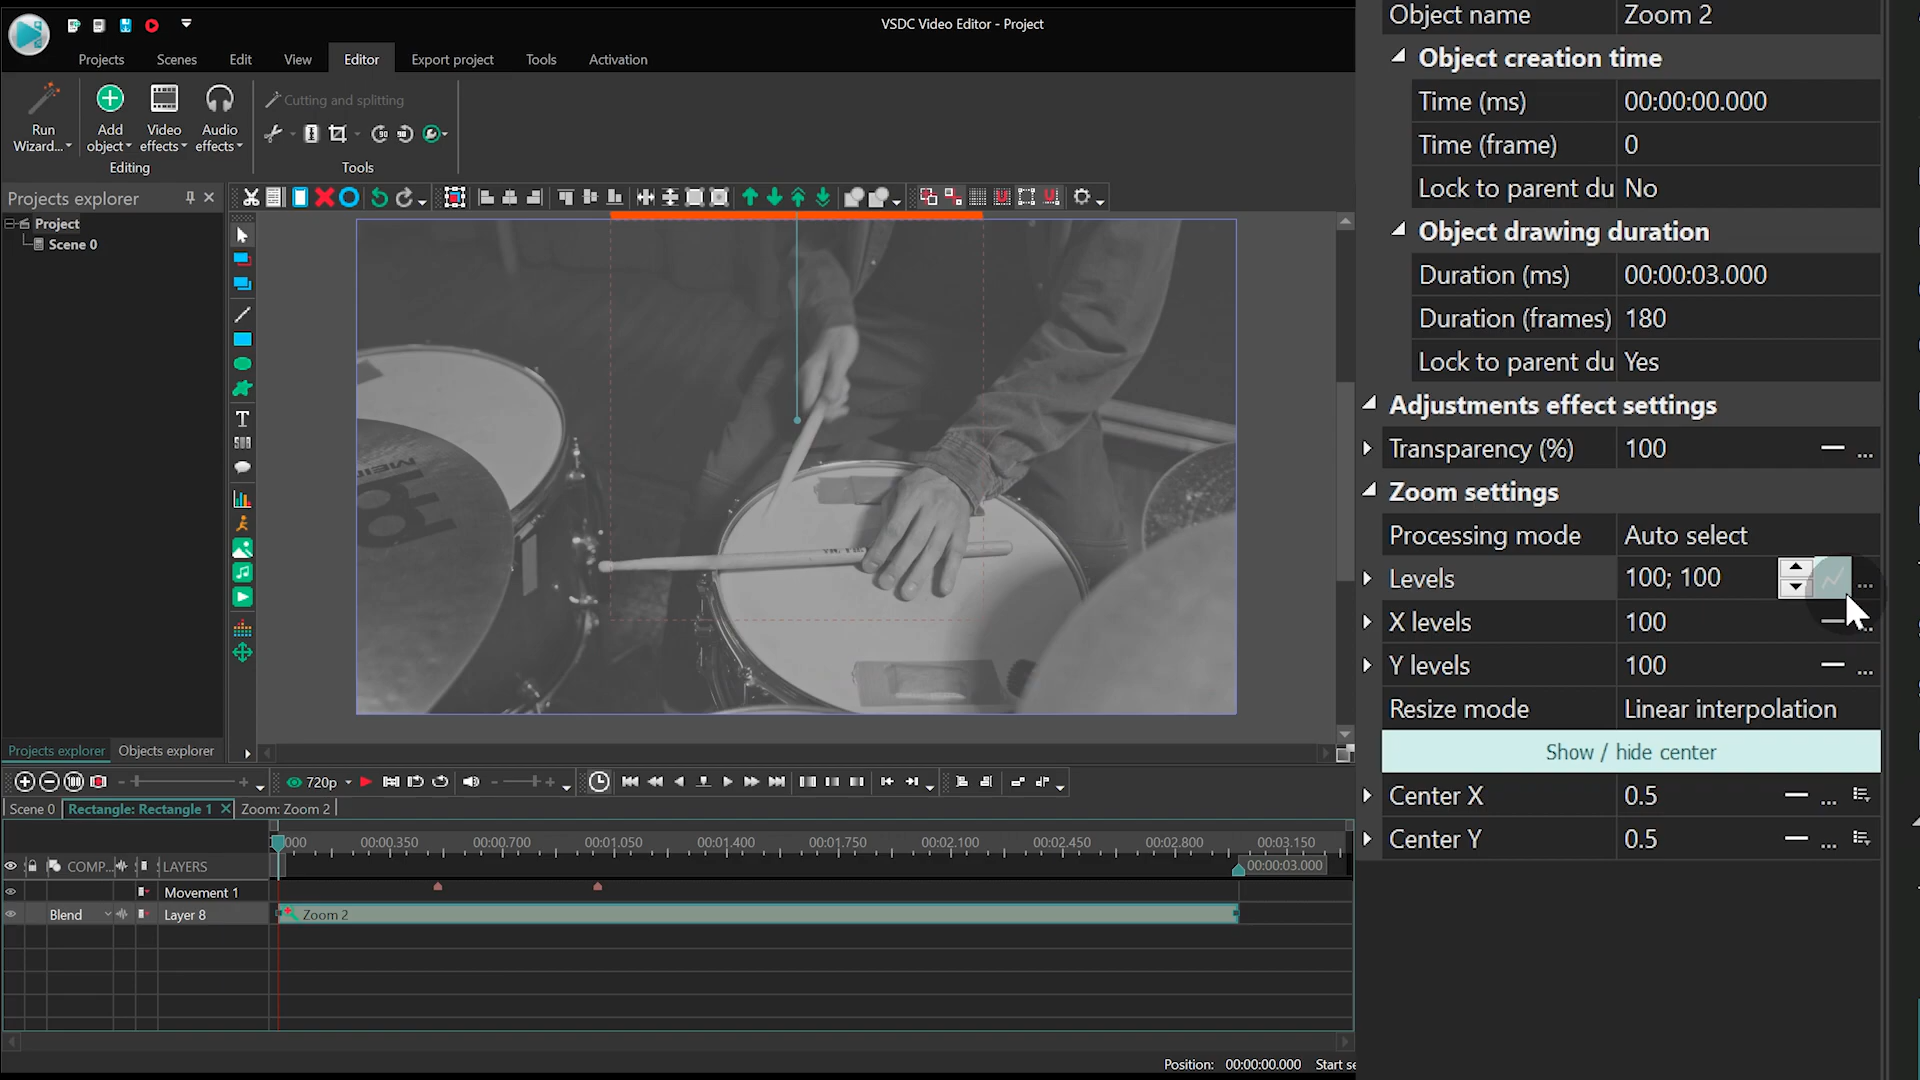 VSDC Video Editor - Project
Projects
Scenes
Edit
View
Editor
Export project
Tools
Activation
Run
Wizard...
Add
object
Video
effects
Audio
effects
Editing
Cutting and splitting
Tools
Projects explorer
Project
Scene 0
Projects explorer
Objects explorer
720p
Scene 0
Rectangle: Rectangle 1
Zoom: Zoom 2
000
00:00.350
00:00.700
00:01.050
00:01.400
00:01.750
00:02.100
00:02.450
00:02.800
00:03.150
00:00:03.000
COMP...
LAYERS
Movement 1
Blend
Layer 8
Zoom 2
Position:
00:00:00.000
Start se
Object name
Zoom 2
Object creation time
Time (ms)
00:00:00.000
Time (frame)
0
Lock to parent du
No
Object drawing duration
Duration (ms)
00:00:03.000
Duration (frames)
180
Lock to parent du
Yes
Adjustments effect settings
Transparency (%)
100
...
Zoom settings
Processing mode
Auto select
Levels
100; 100
...
X levels
100
Y levels
100
...
Resize mode
Linear interpolation
Show / hide center
Center X
0.5
...
Center Y
0.5
...